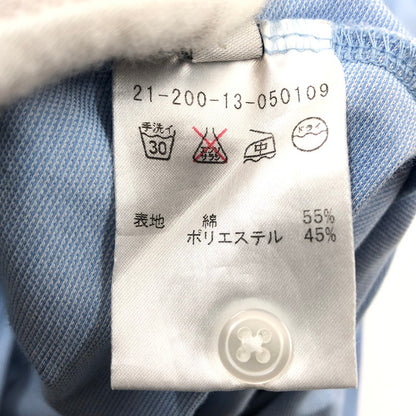 21-200-13-050109
手洗イ 30 エンソ サラシ 中 ドライ
表地 綿 55%
ポリエステル 45%